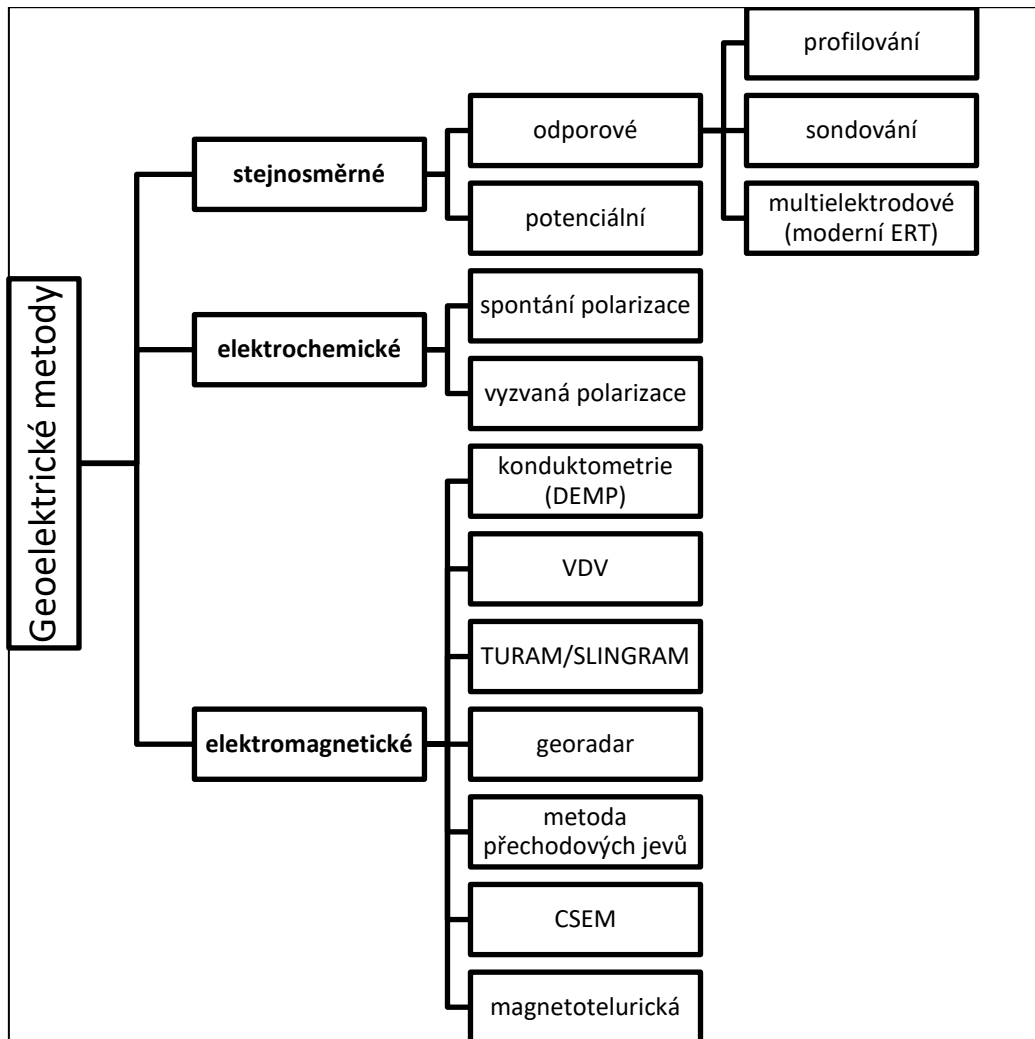 Geoelektrické metody
stejnosměrné
odporové
profilování
sondování
multielektrodové
(moderní ERT)
potenciální
elektrochemické
spontání polarizace
vyzvaná polarizace
elektromagnetické
konduktometrie
(DEMP)
VDV
TURAM/SLINGRAM
georadar
metoda
přechodových jevů
CSEM
magnetotelurická